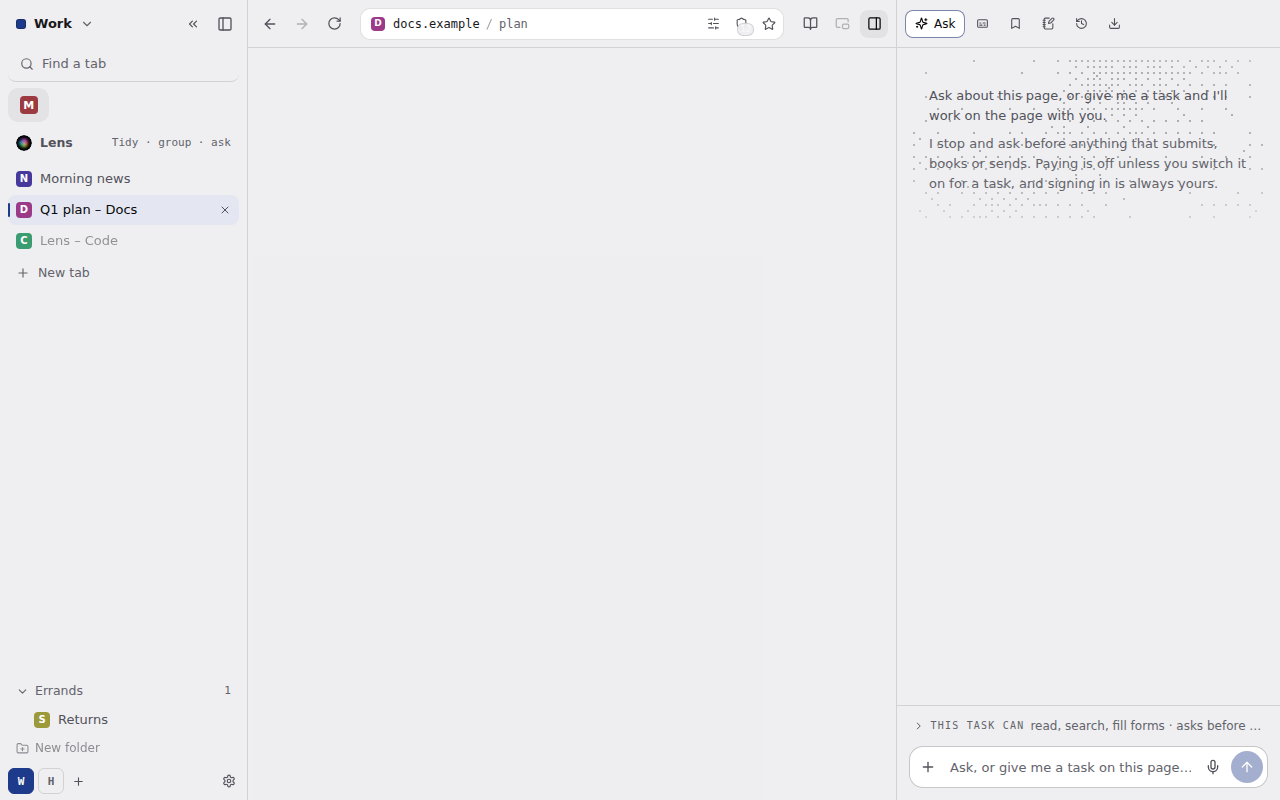 Work
Find a tab
M
Lens
Tidy · group · ask
N Morning news
D Q1 plan – Docs
C Lens – Code
New tab
Errands 1
S Returns
New folder
W H
D docs.example / plan
Ask
Ask about this page, or give me a task and I'll
work on the page with you.
I stop and ask before anything that submits,
books or sends. Paying is off unless you switch it
on for a task, and signing in is always yours.
THIS TASK CAN read, search, fill forms · asks before …
Ask, or give me a task on this page…